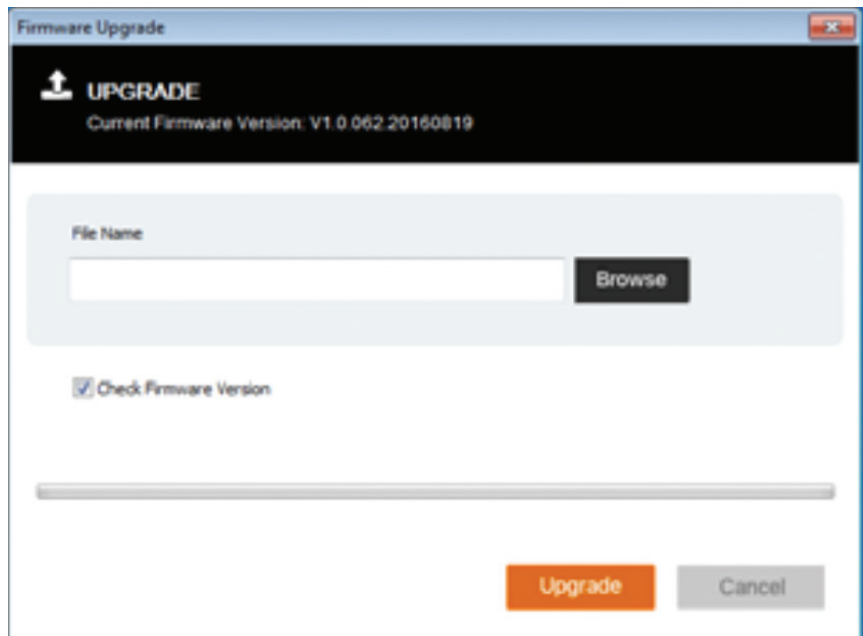 Firmware Upgrade
UPGRADE
Current Firmware Version: V1.0.062.20160819
File Name
Browse
Check Firmware Version
Upgrade
Cancel